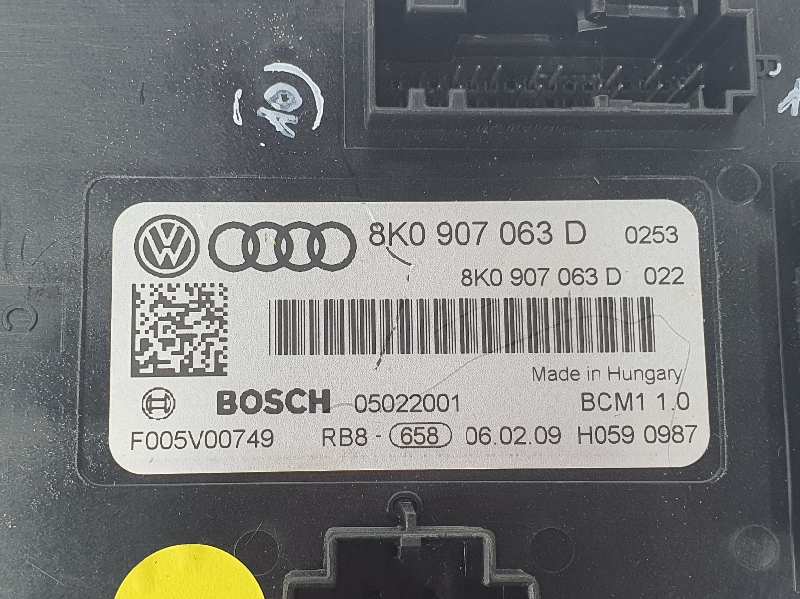 8K0 907 063 D 0253
8K0 907 063 D 022
Made in Hungary
BOSCH 05022001 BCM1 1.0
F005V00749 RB8- 658 06.02.09 H059 0987